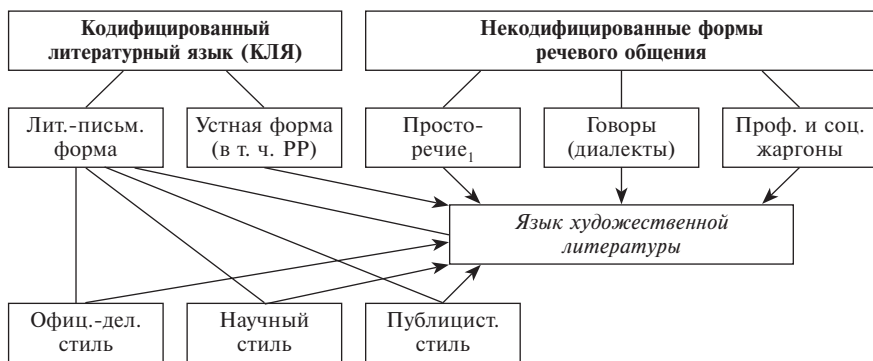 Кодифицированный
литературный язык (КЛЯ)
Некодифицированные формы
речевого общения
Лит.-письм.
форма
Устная форма
(в т. ч. РР)
Просто-
речие₁
Говоры
(диалекты)
Проф. и соц.
жаргоны
Язык художественной
литературы
Офиц.-дел.
стиль
Научный
стиль
Публицист.
стиль